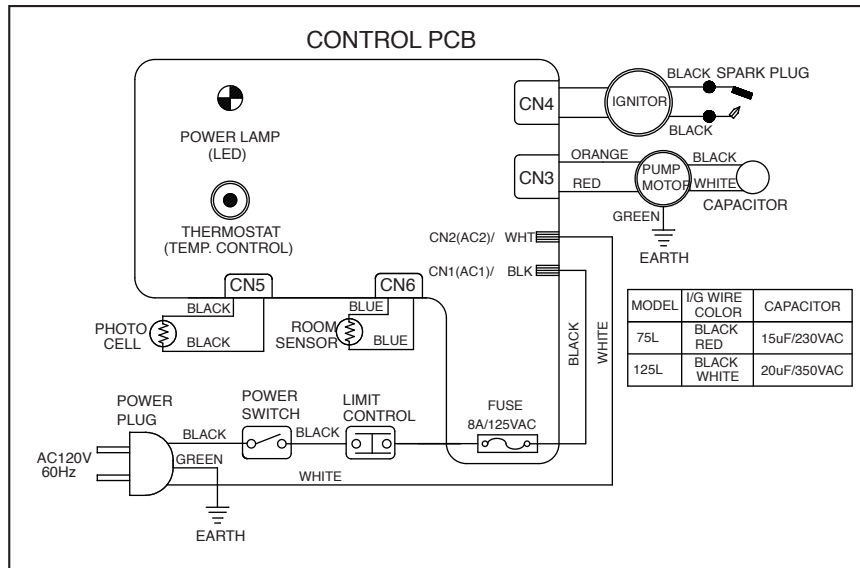 CONTROL PCB
POWER LAMP
(LED)
THERMOSTAT
(TEMP. CONTROL)
CN4
IGNITOR
BLACK
SPARK PLUG
BLACK
CN3
ORANGE
RED
PUMP
MOTOR
BLACK
WHITE
CAPACITOR
GREEN
EARTH
CN2(AC2)/ WHT
CN1(AC1)/ BLK
BLACK
WHITE
CN5
CN6
BLACK
BLACK
PHOTO
CELL
BLUE
BLUE
ROOM
SENSOR
MODEL I/G WIRE COLOR CAPACITOR
75L BLACK RED 15uF/230VAC
125L BLACK WHITE 20uF/350VAC
POWER
PLUG
AC120V
60Hz
BLACK
GREEN
WHITE
EARTH
POWER
SWITCH
BLACK
LIMIT
CONTROL
FUSE
8A/125VAC